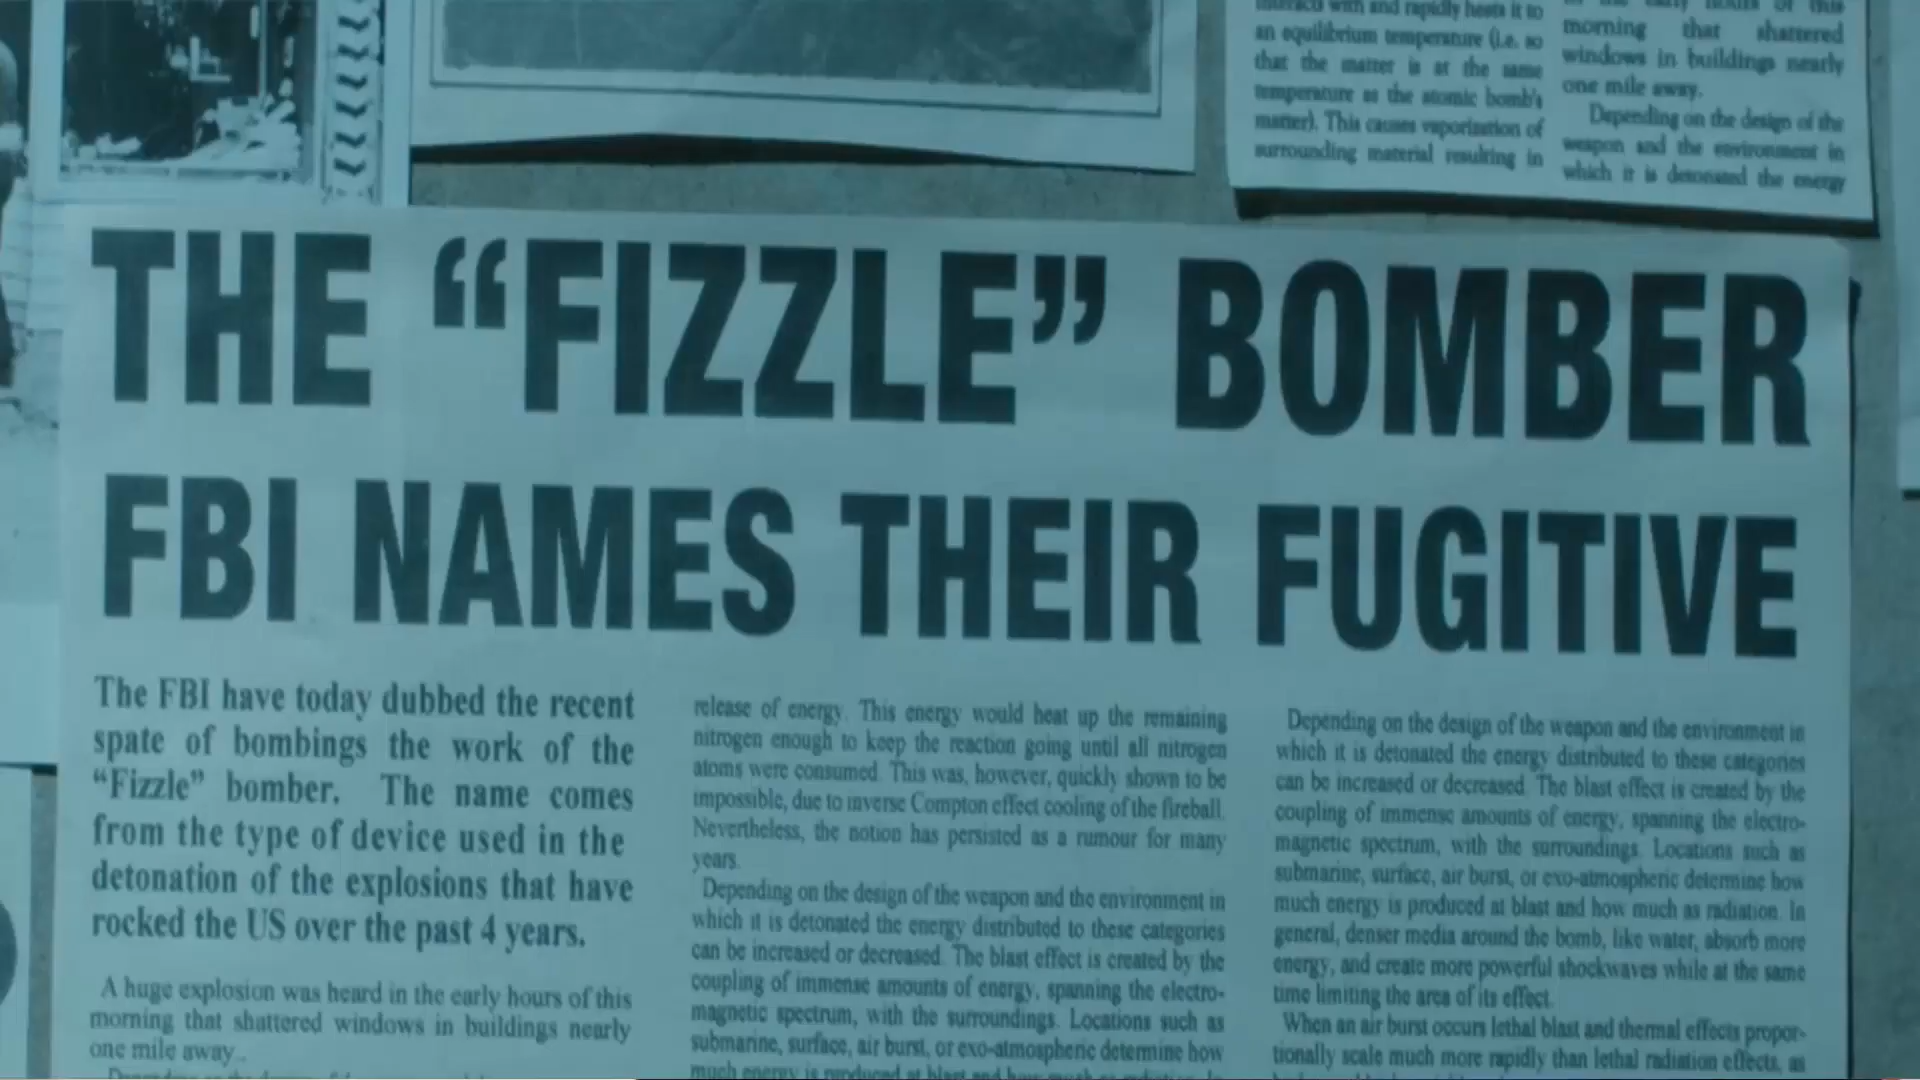 interact with and rapidly heats it to
an equilibrium temperature (i.e. so
that the matter is at the same
temperature as the atomic bomb's
matter). This causes vaporization of
surrounding material resulting in
morning that shattered
windows in buildings nearly
one mile away.
Depending on the design of the
weapon and the environment in
which it is detonated the energy
THE “FIZZLE” BOMBER
FBI NAMES THEIR FUGITIVE
The FBI have today dubbed the recent
spate of bombings the work of the
“Fizzle” bomber. The name comes
from the type of device used in the
detonation of the explosions that have
rocked the US over the past 4 years.
A huge explosion was heard in the early hours of this
morning that shattered windows in buildings nearly
one mile away..
release of energy. This energy would heat up the remaining
nitrogen enough to keep the reaction going until all nitrogen
atoms were consumed. This was, however, quickly shown to be
impossible, due to inverse Compton effect cooling of the fireball.
Nevertheless, the notion has persisted as a rumour for many
years.
Depending on the design of the weapon and the environment in
which it is detonated the energy distributed to these categories
can be increased or decreased. The blast effect is created by the
coupling of immense amounts of energy, spanning the electro-
magnetic spectrum, with the surroundings. Locations such as
submarine, surface, air burst, or exo-atmospheric determine how
much energy is produced at blast and how much as radiation. In
Depending on the design of the weapon and the environment in
which it is detonated the energy distributed to these categories
can be increased or decreased. The blast effect is created by the
coupling of immense amounts of energy, spanning the electro-
magnetic spectrum, with the surroundings. Locations such as
submarine, surface, air burst, or exo-atmospheric determine how
much energy is produced at blast and how much as radiation. In
general, denser media around the bomb, like water, absorb more
energy, and create more powerful shockwaves while at the same
time limiting the area of its effect.
When an air burst occurs lethal blast and thermal effects propor-
tionally scale much more rapidly than lethal radiation effects, as